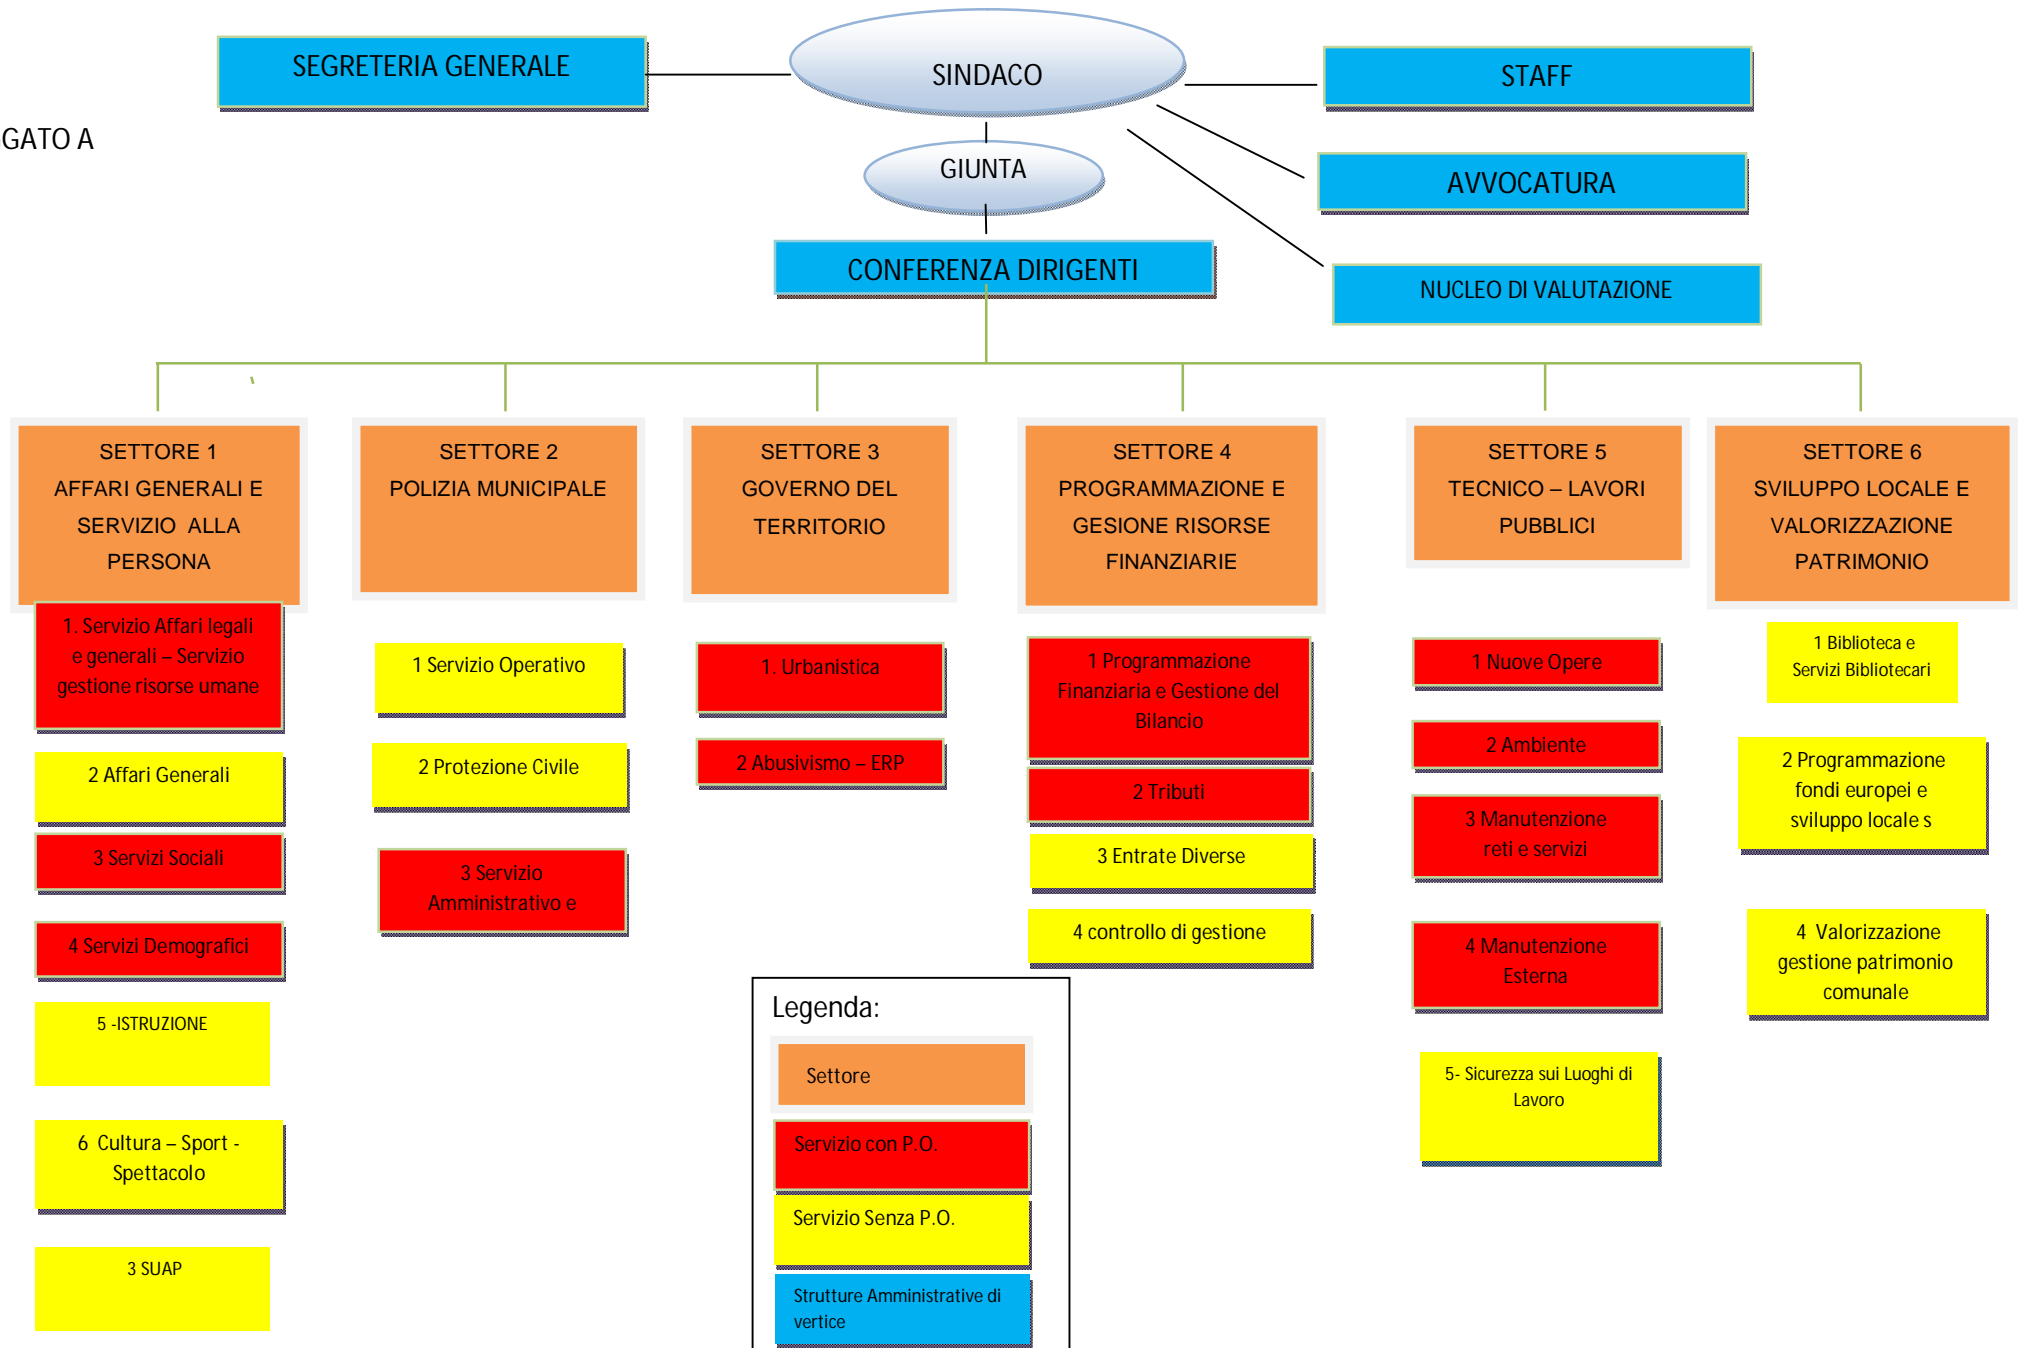 SEGRETERIA GENERALE
SINDACO
STAFF
GATO A
GIUNTA
AVVOCATURA
CONFERENZA DIRIGENTI
NUCLEO DI VALUTAZIONE
SETTORE 1
AFFARI GENERALI E
SERVIZIO ALLA
PERSONA
1. Servizio Affari legali
e generali – Servizio
gestione risorse umane
2 Affari Generali
3 Servizi Sociali
4 Servizi Demografici
5 -ISTRUZIONE
6 Cultura – Sport -
Spettacolo
3 SUAP
SETTORE 2
POLIZIA MUNICIPALE
1 Servizio Operativo
2 Protezione Civile
3 Servizio
Amministrativo e
SETTORE 3
GOVERNO DEL
TERRITORIO
1. Urbanistica
2 Abusivismo – ERP
SETTORE 4
PROGRAMMAZIONE E
GESIONE RISORSE
FINANZIARIE
1 Programmazione
Finanziaria e Gestione del
Bilancio
2 Tributi
3 Entrate Diverse
4 controllo di gestione
SETTORE 5
TECNICO – LAVORI
PUBBLICI
1 Nuove Opere
2 Ambiente
3 Manutenzione
reti e servizi
4 Manutenzione
Esterna
5- Sicurezza sui Luoghi di
Lavoro
SETTORE 6
SVILUPPO LOCALE E
VALORIZZAZIONE
PATRIMONIO
1 Biblioteca e
Servizi Bibliotecari
2 Programmazione
fondi europei e
sviluppo locale s
4 Valorizzazione
gestione patrimonio
comunale
Legenda:
Settore
Servizio con P.O.
Servizio Senza P.O.
Strutture Amministrative di
vertice